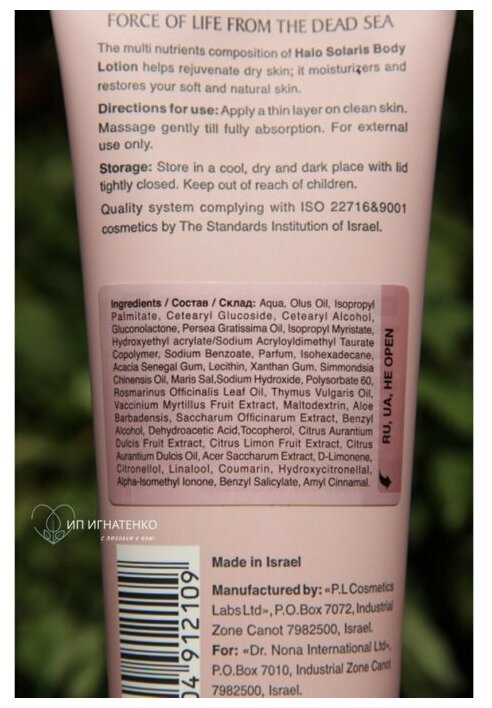 FORCE OF LIFE FROM THE DEAD SEA
The multi nutrients composition of Halo Solaris Body
Lotion helps rejuvenate dry skin; it moisturizers and
restores your soft and natural skin.
Directions for use: Apply a thin layer on clean skin.
Massage gently till fully absorption. For external
use only.
Storage: Store in a cool, dry and dark place with lid
tightly closed. Keep out of reach of children.
Quality system complying with ISO 22716&9001
cosmetics by The Standards Institution of Israel.
Ingredients / Состав / Склад: Aqua, Olus Oil, Isopropyl
Palmitate, Cetearyl Glucoside, Cetearyl Alcohol,
Gluconolactone, Persea Gratissima Oil, Isopropyl Myristate,
Hydroxyethyl acrylate/Sodium Acryloyldimethyl Taurate
Copolymer, Sodium Benzoate, Parfum, Isohexadecane,
Acacia Senegal Gum, Lecithin, Xanthan Gum, Simmondsia
Chinensis Oil, Maris Sal,Sodium Hydroxide, Polysorbate 60,
Rosmarinus Officinalis Leaf Oil, Thymus Vulgaris Oil,
Vaccinium Myrtillus Fruit Extract, Maltodextrin, Aloe
Barbadensis, Saccharum Officinarum Extract, Benzyl
Alcohol, Dehydroacetic Acid,Tocopherol, Citrus Aurantium
Dulcis Fruit Extract, Citrus Limon Fruit Extract, Citrus
Aurantium Dulcis Oil, Acer Saccharum Extract, D-Limonene,
Citronellol, Linalool, Coumarin, Hydroxycitronellal,
Alpha-Isomethyl Ionone, Benzyl Salicylate, Amyl Cinnamal.
RU, UA, HE OPEN
ИП ИГНАТЕНКО
С ЛЮБОВЬЮ К ВАМ!
04 912109
Made in Israel
Manufactured by: «P.L Cosmetics
Labs Ltd», P.O.Box 7072, Industrial
Zone Canot 7982500, Israel.
For: «Dr. Nona International Ltd»,
P.O.Box 7010, Industrial Zone Canot
7982500, Israel.